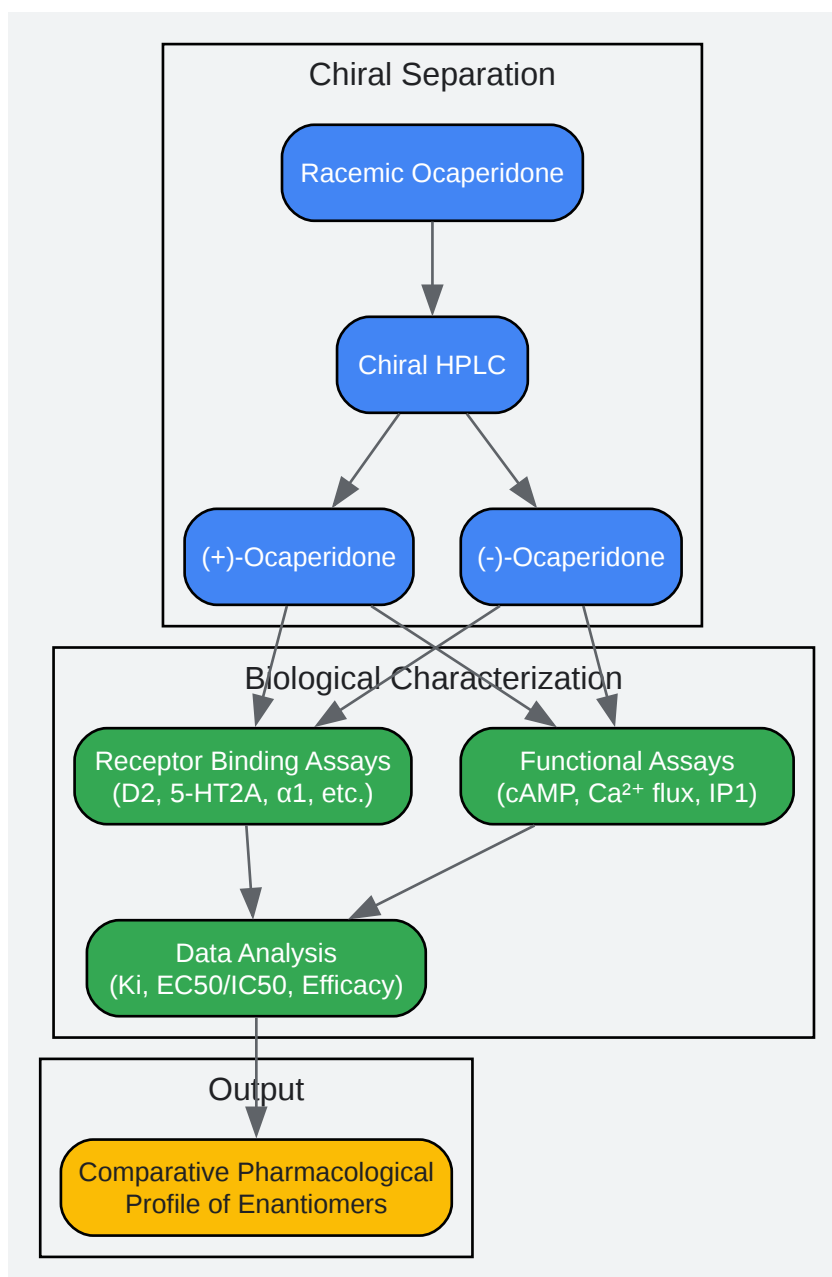 Chiral Separation
Racemic Ocaperidone
Chiral HPLC
(+)-Ocaperidone
(-)-Ocaperidone
Biological Characterization
Receptor Binding Assays
(D2, 5-HT2A, α1, etc.)
Functional Assays
(cAMP, Ca²⁺ flux, IP1)
Data Analysis
(Ki, EC50/IC50, Efficacy)
Output
Comparative Pharmacological
Profile of Enantiomers